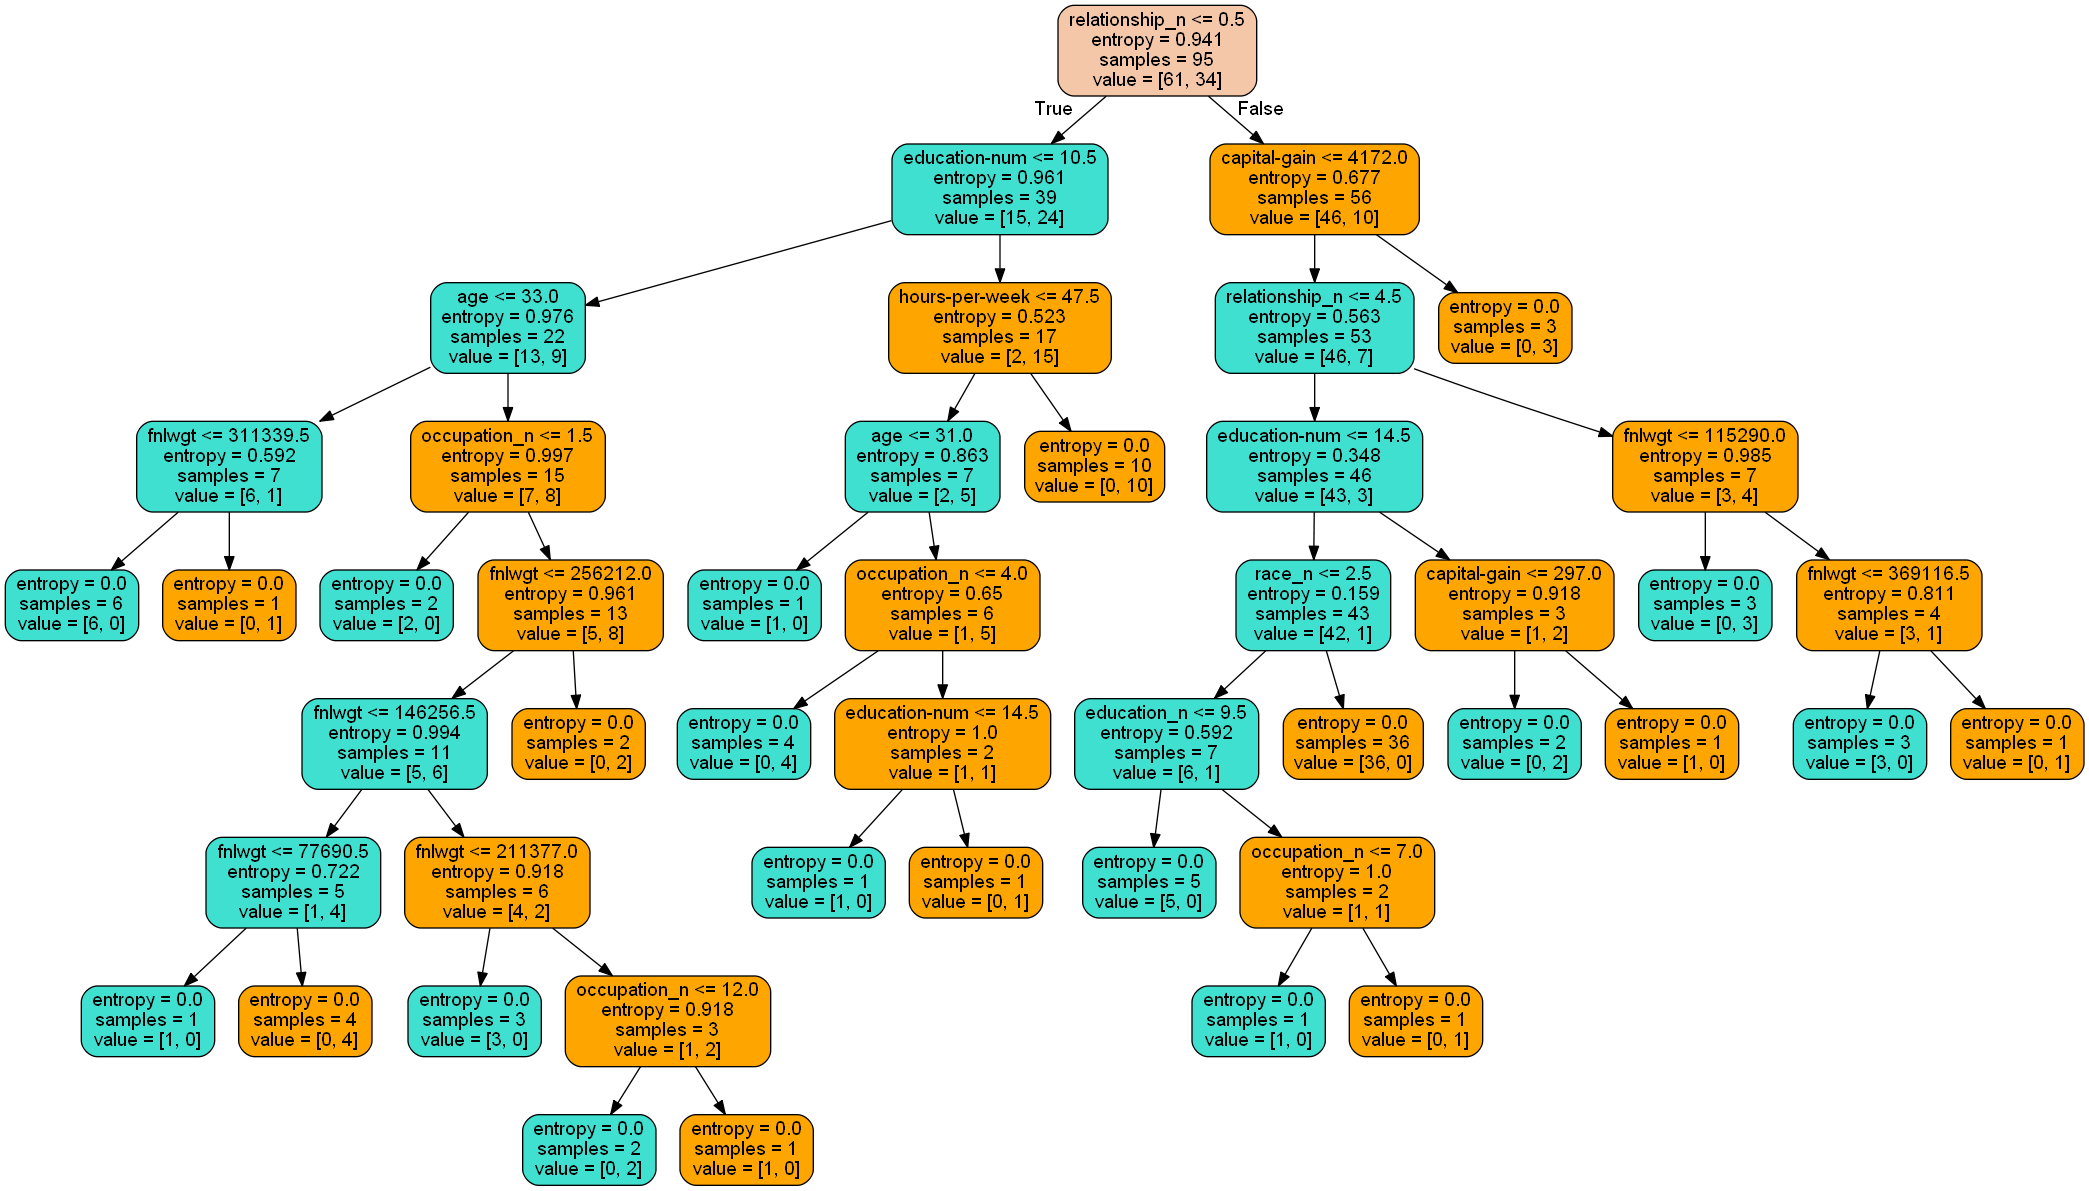 relationship_n <= 0.5
entropy = 0.941
samples = 95
value = [61, 34]
True
False
education-num <= 10.5
entropy = 0.961
samples = 39
value = [15, 24]
capital-gain <= 4172.0
entropy = 0.677
samples = 56
value = [46, 10]
age <= 33.0
entropy = 0.976
samples = 22
value = [13, 9]
hours-per-week <= 47.5
entropy = 0.523
samples = 17
value = [2, 15]
relationship_n <= 4.5
entropy = 0.563
samples = 53
value = [46, 7]
entropy = 0.0
samples = 3
value = [0, 3]
fnlwgt <= 311339.5
entropy = 0.592
samples = 7
value = [6, 1]
occupation_n <= 1.5
entropy = 0.997
samples = 15
value = [7, 8]
age <= 31.0
entropy = 0.863
samples = 7
value = [2, 5]
entropy = 0.0
samples = 10
value = [0, 10]
education-num <= 14.5
entropy = 0.348
samples = 46
value = [43, 3]
fnlwgt <= 115290.0
entropy = 0.985
samples = 7
value = [3, 4]
entropy = 0.0
samples = 6
value = [6, 0]
entropy = 0.0
samples = 1
value = [0, 1]
entropy = 0.0
samples = 2
value = [2, 0]
fnlwgt <= 256212.0
entropy = 0.961
samples = 13
value = [5, 8]
entropy = 0.0
samples = 1
value = [1, 0]
occupation_n <= 4.0
entropy = 0.65
samples = 6
value = [1, 5]
race_n <= 2.5
entropy = 0.159
samples = 43
value = [42, 1]
capital-gain <= 297.0
entropy = 0.918
samples = 3
value = [1, 2]
entropy = 0.0
samples = 3
value = [0, 3]
fnlwgt <= 369116.5
entropy = 0.811
samples = 4
value = [3, 1]
fnlwgt <= 146256.5
entropy = 0.994
samples = 11
value = [5, 6]
entropy = 0.0
samples = 2
value = [0, 2]
entropy = 0.0
samples = 4
value = [0, 4]
education-num <= 14.5
entropy = 1.0
samples = 2
value = [1, 1]
education_n <= 9.5
entropy = 0.592
samples = 7
value = [6, 1]
entropy = 0.0
samples = 36
value = [36, 0]
entropy = 0.0
samples = 2
value = [0, 2]
entropy = 0.0
samples = 1
value = [1, 0]
entropy = 0.0
samples = 3
value = [3, 0]
entropy = 0.0
samples = 1
value = [0, 1]
fnlwgt <= 77690.5
entropy = 0.722
samples = 5
value = [1, 4]
fnlwgt <= 211377.0
entropy = 0.918
samples = 6
value = [4, 2]
entropy = 0.0
samples = 1
value = [1, 0]
entropy = 0.0
samples = 1
value = [0, 1]
entropy = 0.0
samples = 5
value = [5, 0]
occupation_n <= 7.0
entropy = 1.0
samples = 2
value = [1, 1]
entropy = 0.0
samples = 1
value = [1, 0]
entropy = 0.0
samples = 4
value = [0, 4]
entropy = 0.0
samples = 3
value = [3, 0]
occupation_n <= 12.0
entropy = 0.918
samples = 3
value = [1, 2]
entropy = 0.0
samples = 1
value = [1, 0]
entropy = 0.0
samples = 1
value = [0, 1]
entropy = 0.0
samples = 2
value = [0, 2]
entropy = 0.0
samples = 1
value = [1, 0]